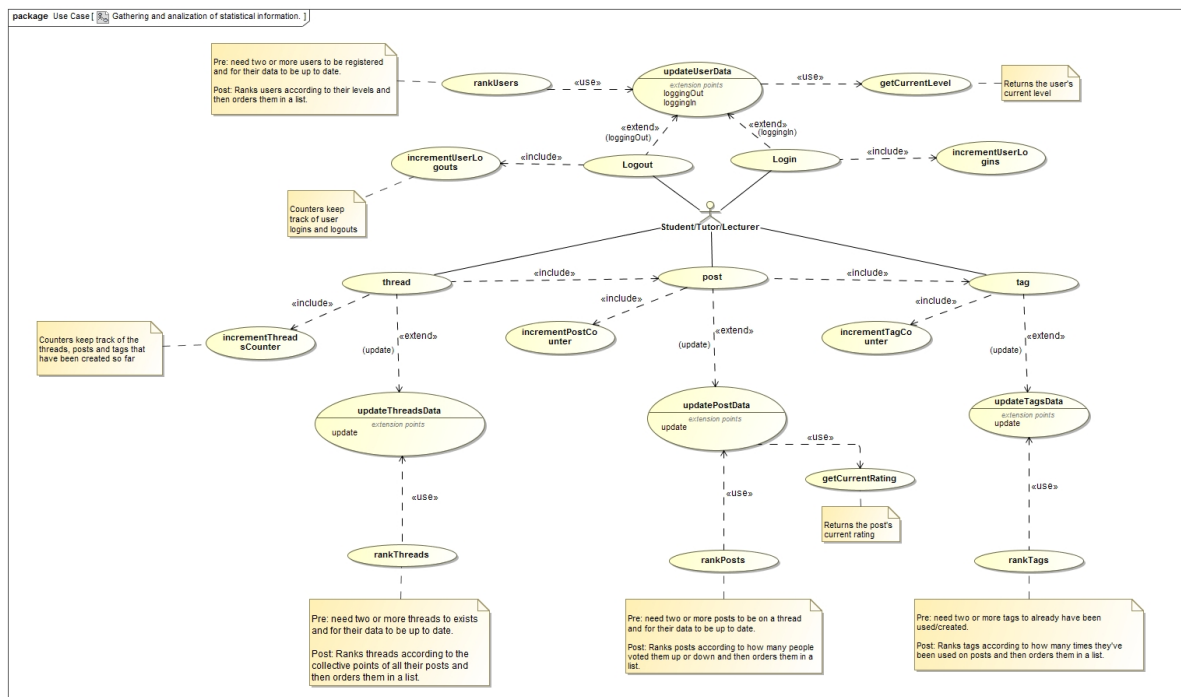 package Use Case [ Gathering and analization of statistical information. ]
Pre: need two or more users to be registered
and for their data to be up to date.
Post: Ranks users according to their levels and
then orders them in a list.
rankUsers
«use»
updateUserData
extension points
loggingOut
loggingIn
«use»
getCurrentLevel
Returns the user's
current level
«extend»
(loggingOut)
«extend»
(loggingIn)
incrementUserLo
gouts
«include»
Logout
Login
«include»
incrementUserLo
gins
Counters keep
track of user
logins and logouts
Student/Tutor/Lecturer
thread
«include»
post
«include»
tag
«include»
«include»
«include»
Counters keep track of the
threads, posts and tags that
have been created so far
incrementThrea
dsCounter
«extend»
(update)
incrementPostCo
unter
«extend»
(update)
incrementTagCo
unter
«extend»
(update)
updateThreadsData
extension points
update
updatePostData
extension points
update
updateTagsData
extension points
update
«use»
getCurrentRating
«use»
«use»
«use»
Returns the post's
current rating
rankThreads
rankPosts
rankTags
Pre: need two or more threads to exists
and for their data to be up to date.
Post: Ranks threads according to the
collective points of all their posts and
then orders them in a list.
Pre: need two or more posts to be on a thread
and for their data to be up to date.
Post: Ranks posts according to how many people
voted them up or down and then orders them in a
list.
Pre: need two or more tags to already have been
used/created.
Post: Ranks tags according to how many times they've
been used on posts and then orders them in a list.